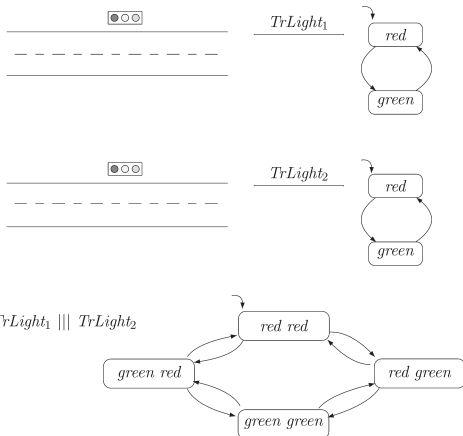 TrLight₁
red
green
TrLight₂
red
green
TrLight₁ ||| TrLight₂
red red
green red
red green
green green